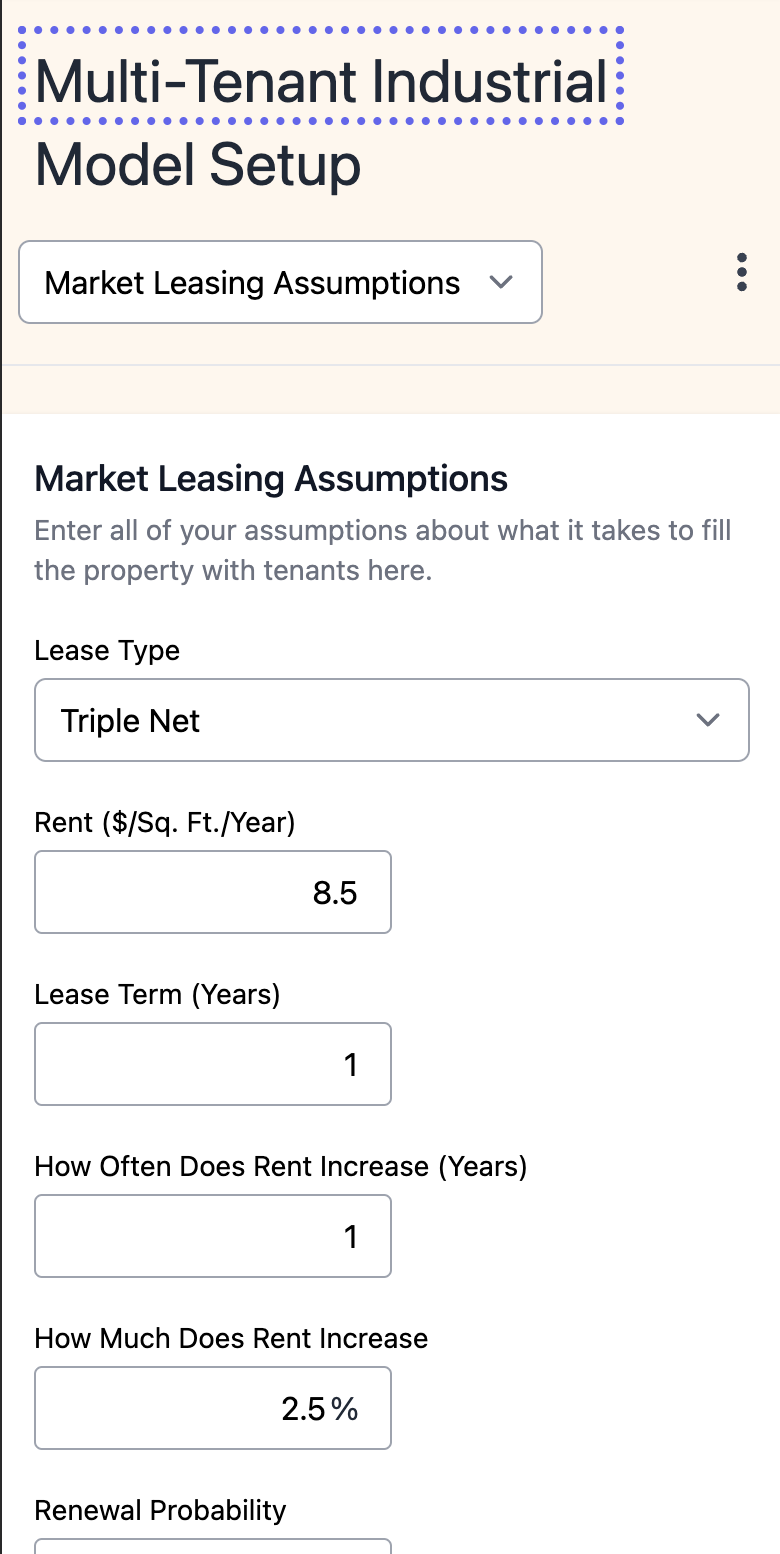 Multi-Tenant Industrial
Model Setup
Market Leasing Assumptions
Market Leasing Assumptions
Enter all of your assumptions about what it takes to fill
the property with tenants here.
Lease Type
Triple Net
Rent ($/Sq. Ft./Year)
8.5
Lease Term (Years)
1
How Often Does Rent Increase (Years)
1
How Much Does Rent Increase
2.5%
Renewal Probability